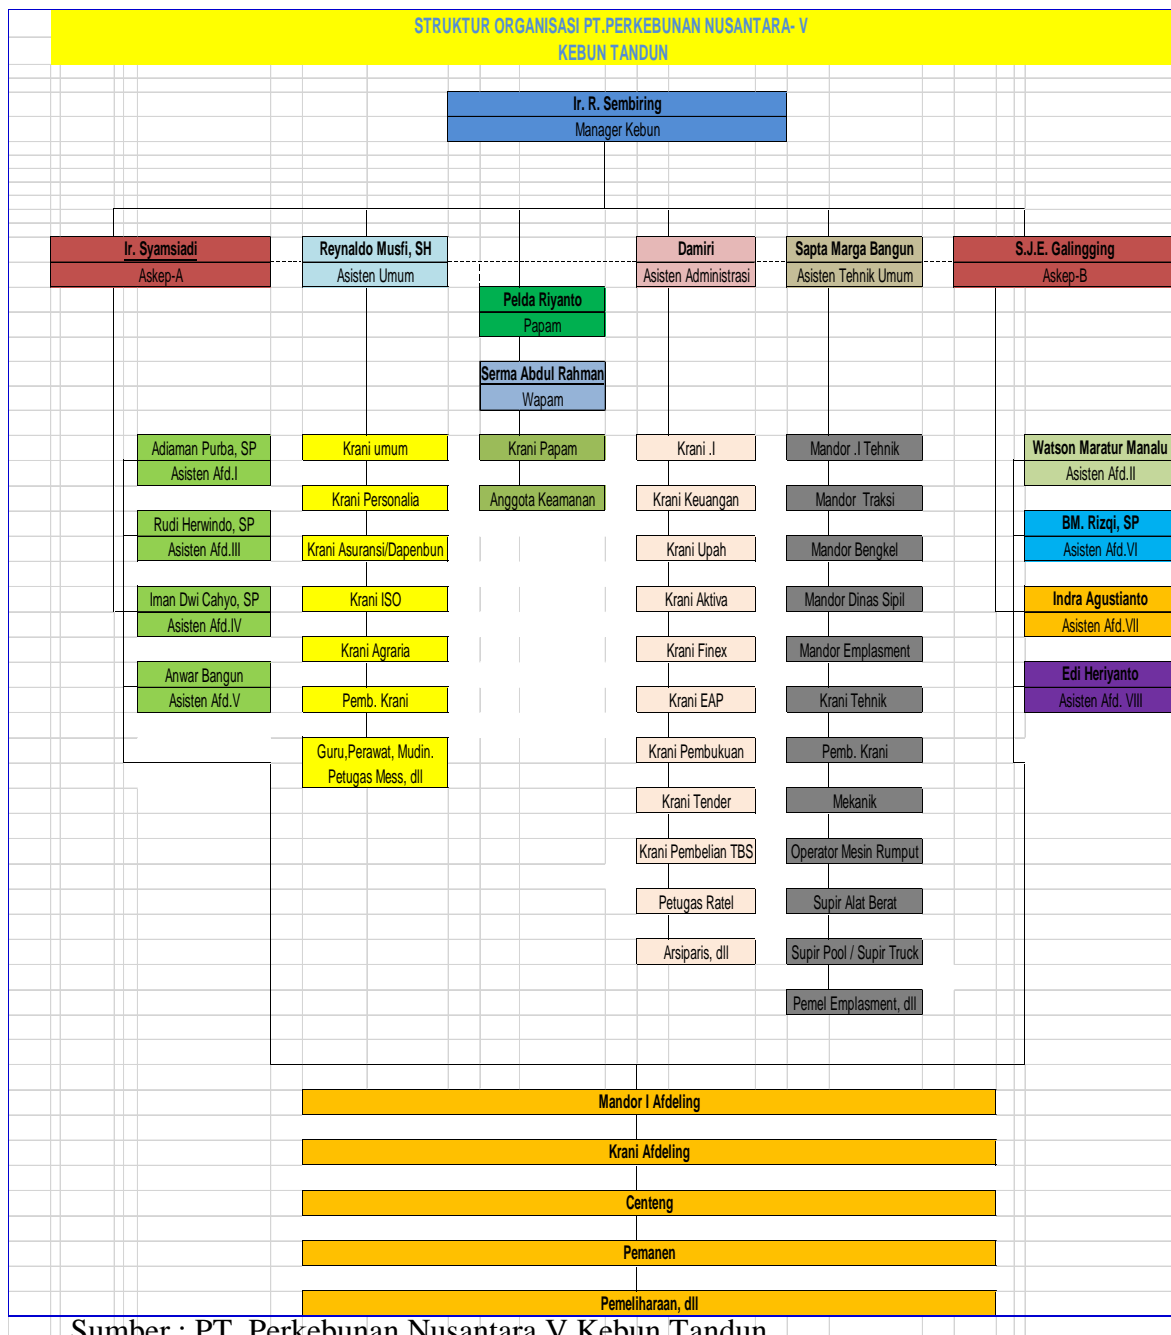 STRUKTUR ORGANISASI PT.PERKEBUNAN NUSANTARA- V
KEBUN TANDUN
Ir. R. Sembiring
Manager Kebun
Ir. Syamsiadi
Askep-A
Reynaldo Musfi, SH
Asisten Umum
Damiri
Asisten Administrasi
Sapta Marga Bangun
Asisten Tehnik Umum
S.J.E. Galingging
Askep-B
Pelda Riyanto
Papam
Serma Abdul Rahman
Wapam
Adiaman Purba, SP
Asisten Afd.I
Rudi Herwindo, SP
Asisten Afd.III
Iman Dwi Cahyo, SP
Asisten Afd.IV
Anwar Bangun
Asisten Afd.V
Krani umum
Krani Personalia
Krani Asuransi/Dapenbun
Krani ISO
Krani Agraria
Pemb. Krani
Guru,Perawat, Mudin.
Petugas Mess, dll
Krani Papam
Anggota Keamanan
Krani .I
Krani Keuangan
Krani Upah
Krani Aktiva
Krani Finex
Krani EAP
Krani Pembukuan
Krani Tender
Krani Pembelian TBS
Petugas Ratel
Arsiparis, dll
Mandor .I Tehnik
Mandor Traksi
Mandor Bengkel
Mandor Dinas Sipil
Mandor Emplasment
Krani Tehnik
Pemb. Krani
Mekanik
Operator Mesin Rumput
Supir Alat Berat
Supir Pool / Supir Truck
Pemel Emplasment, dll
Watson Maratur Manalu
Asisten Afd.II
BM. Rizqi, SP
Asisten Afd.VI
Indra Agustianto
Asisten Afd.VII
Edi Heriyanto
Asisten Afd. VIII
Mandor I Afdeling
Krani Afdeling
Centeng
Pemanen
Pemeliharaan, dll
Sumber : PT. Perkebunan Nusantara V Kebun Tandun